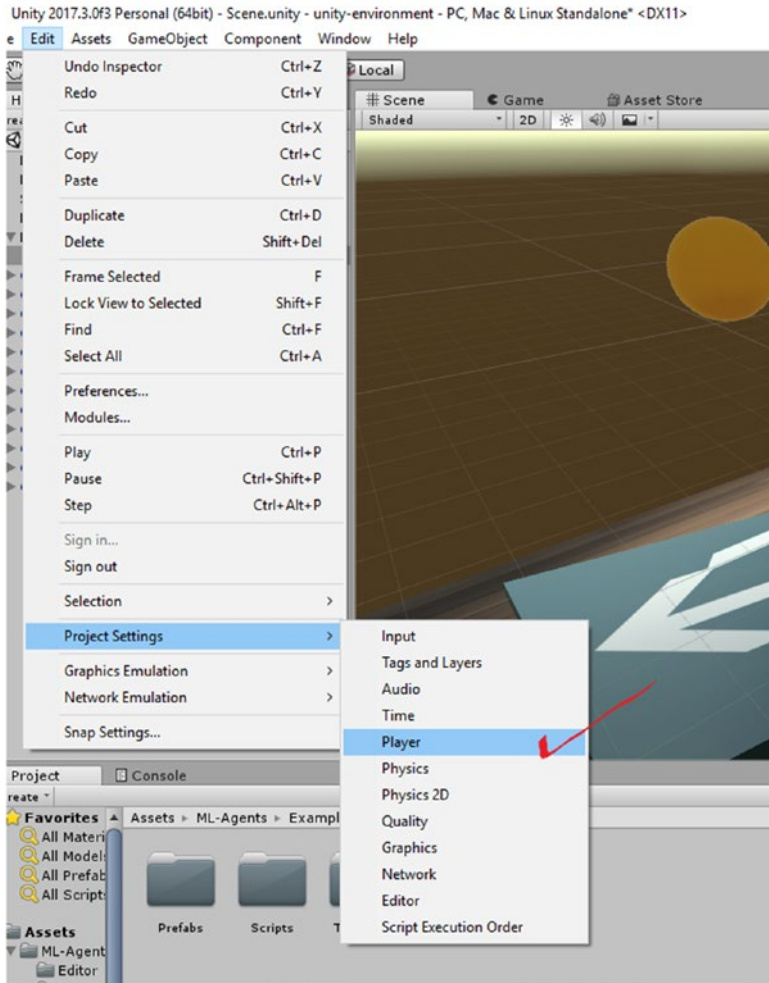 Unity 2017.3.0f3 Personal (64bit) - Scene.unity - unity-environment - PC, Mac & Linux Standalone* <DX11>
Edit Assets GameObject Component Window Help
Undo Inspector Ctrl+Z
Local
Redo Ctrl+Y
Scene Game Asset Store
Shaded 2D
Cut Ctrl+X
Copy Ctrl+C
Paste Ctrl+V
Duplicate Ctrl+D
Delete Shift+Del
Frame Selected F
Lock View to Selected Shift+F
Find Ctrl+F
Select All Ctrl+A
Preferences...
Modules...
Play Ctrl+P
Pause Ctrl+Shift+P
Step Ctrl+Alt+P
Sign in...
Sign out
Selection >
Project Settings >
Graphics Emulation >
Network Emulation >
Snap Settings...
Input
Tags and Layers
Audio
Time
Player
Physics
Physics 2D
Quality
Graphics
Network
Editor
Script Execution Order
Project Console
reate
Favorites Assets ▸ ML-Agents ▸ Exampl
All Materi
All Model
All Prefab
All Script
Prefabs Scripts T
Assets
ML-Agent
Editor